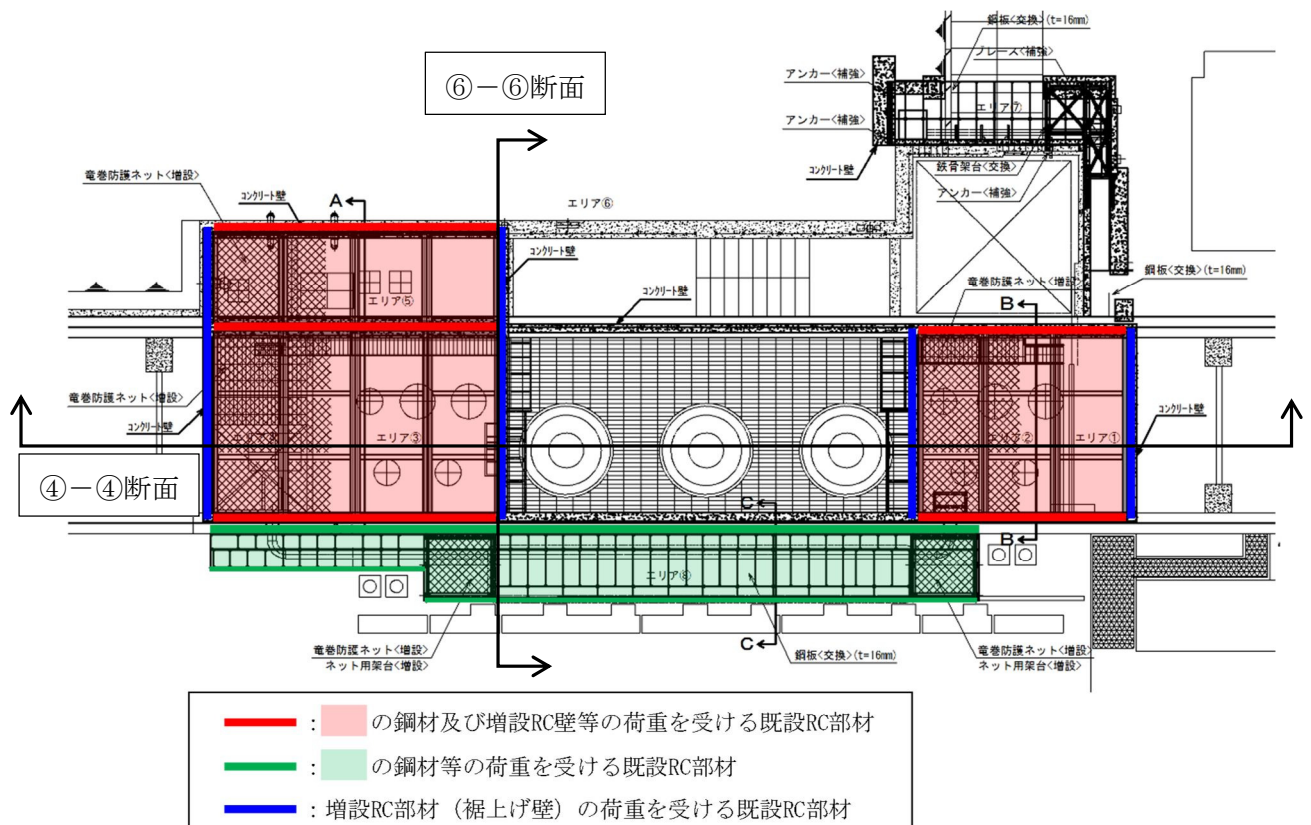 鋼板<交換>(t=16mm)
ブレース<補強>
アンカー<補強>
エリア⑦
アンカー<補強>
コンクリート壁
鉄骨架台<交換>
アンカー<補強>
⑥－⑥断面
竜巻防護ネット<増設>
コンクリート壁
A
エリア⑥
コンクリート壁
鋼板<交換>(t=16mm)
竜巻防護ネット<増設>
B
エリア⑤
コンクリート壁
竜巻防護ネット<増設>
コンクリート壁
エリア③
エリア②
エリア①
コンクリート壁
④－④断面
C
B
エリア⑧
C
竜巻防護ネット<増設>
ネット用架台<増設>
鋼板<交換>(t=16mm)
竜巻防護ネット<増設>
ネット用架台<増設>
：の鋼材及び増設RC壁等の荷重を受ける既設RC部材
：の鋼材等の荷重を受ける既設RC部材
：増設RC部材（裾上げ壁）の荷重を受ける既設RC部材